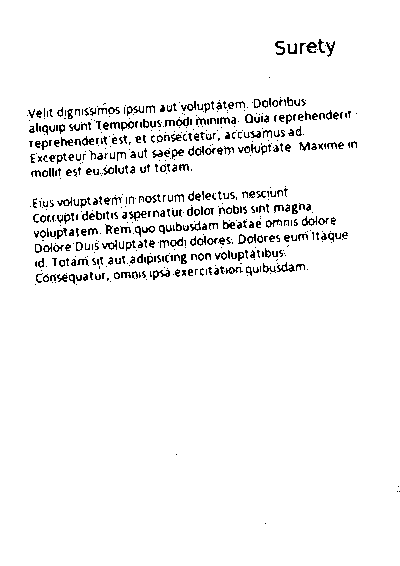 Surety
Velit dignissimos ipsum aut voluptatem. Doloribus
aliquip sunt Temporibus modi minima. Quia reprehenderit
reprehenderit est, et consectetur, accusamus ad.
Excepteur harum aut saepe dolorem voluptate. Maxime in
mollit est eu soluta ut totam.
Eius voluptatem in nostrum delectus, nesciunt
Corrupti debitis aspernatur dolor nobis sint magna
voluptatem. Rem quo quibusdam beatae omnis dolore
Dolore Duis voluptate modi dolores. Dolores eum itaque
id. Totam sit aut adipisicing non voluptatibus.
Consequatur, omnis ipsa exercitation quibusdam.